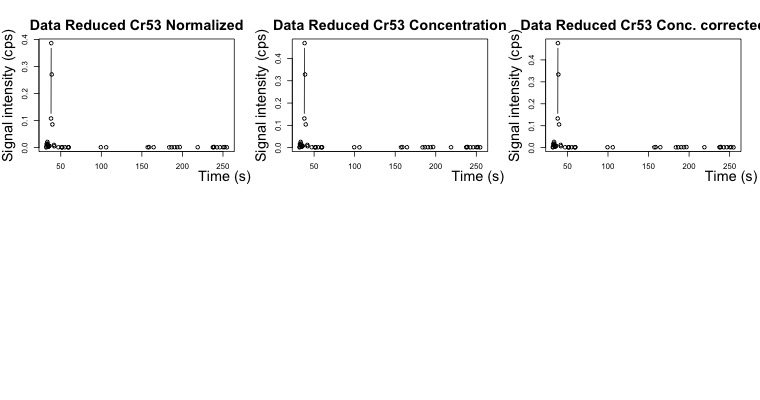 Data Reduced Cr53 Normalized
Signal intensity (cps)
0.0 0.1 0.2 0.3 0.4
50 100 150 200 250
Time (s)
Data Reduced Cr53 Concentration
Signal intensity (cps)
0.0 0.1 0.2 0.3 0.4
50 100 150 200 250
Time (s)
Data Reduced Cr53 Conc. corrected
Signal intensity (cps)
0.0 0.1 0.2 0.3 0.4
50 100 150 200 250
Time (s)